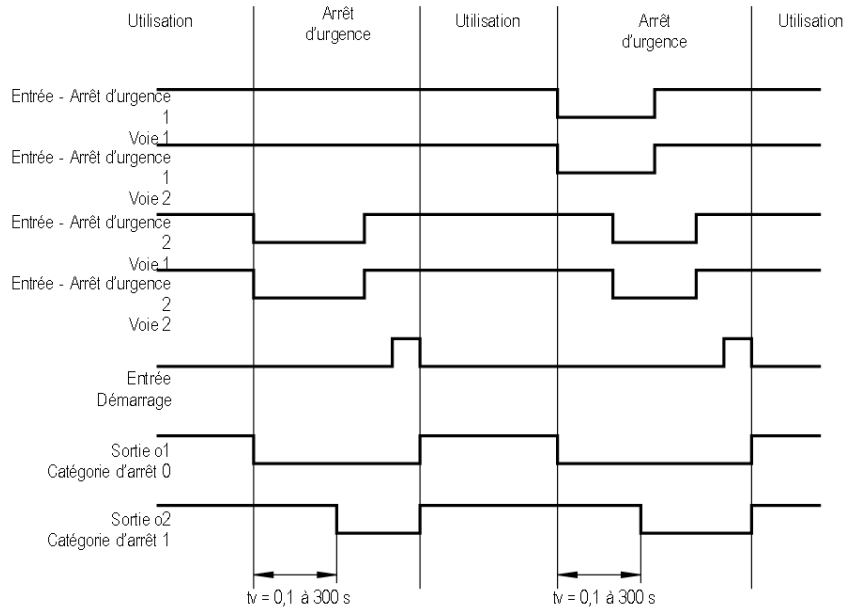 Utilisation
Arrêt
d'urgence
Utilisation
Arrêt
d'urgence
Utilisation
Entrée - Arrêt d'urgence
1
Voie 1
Entrée - Arrêt d'urgence
1
Voie 2
Entrée - Arrêt d'urgence
2
Voie 1
Entrée - Arrêt d'urgence
2
Voie 2
Entrée
Démarrage
Sortie o1
Catégorie d'arrêt 0
Sortie o2
Catégorie d'arrêt 1
tv = 0,1 à 300 s
tv = 0,1 à 300 s